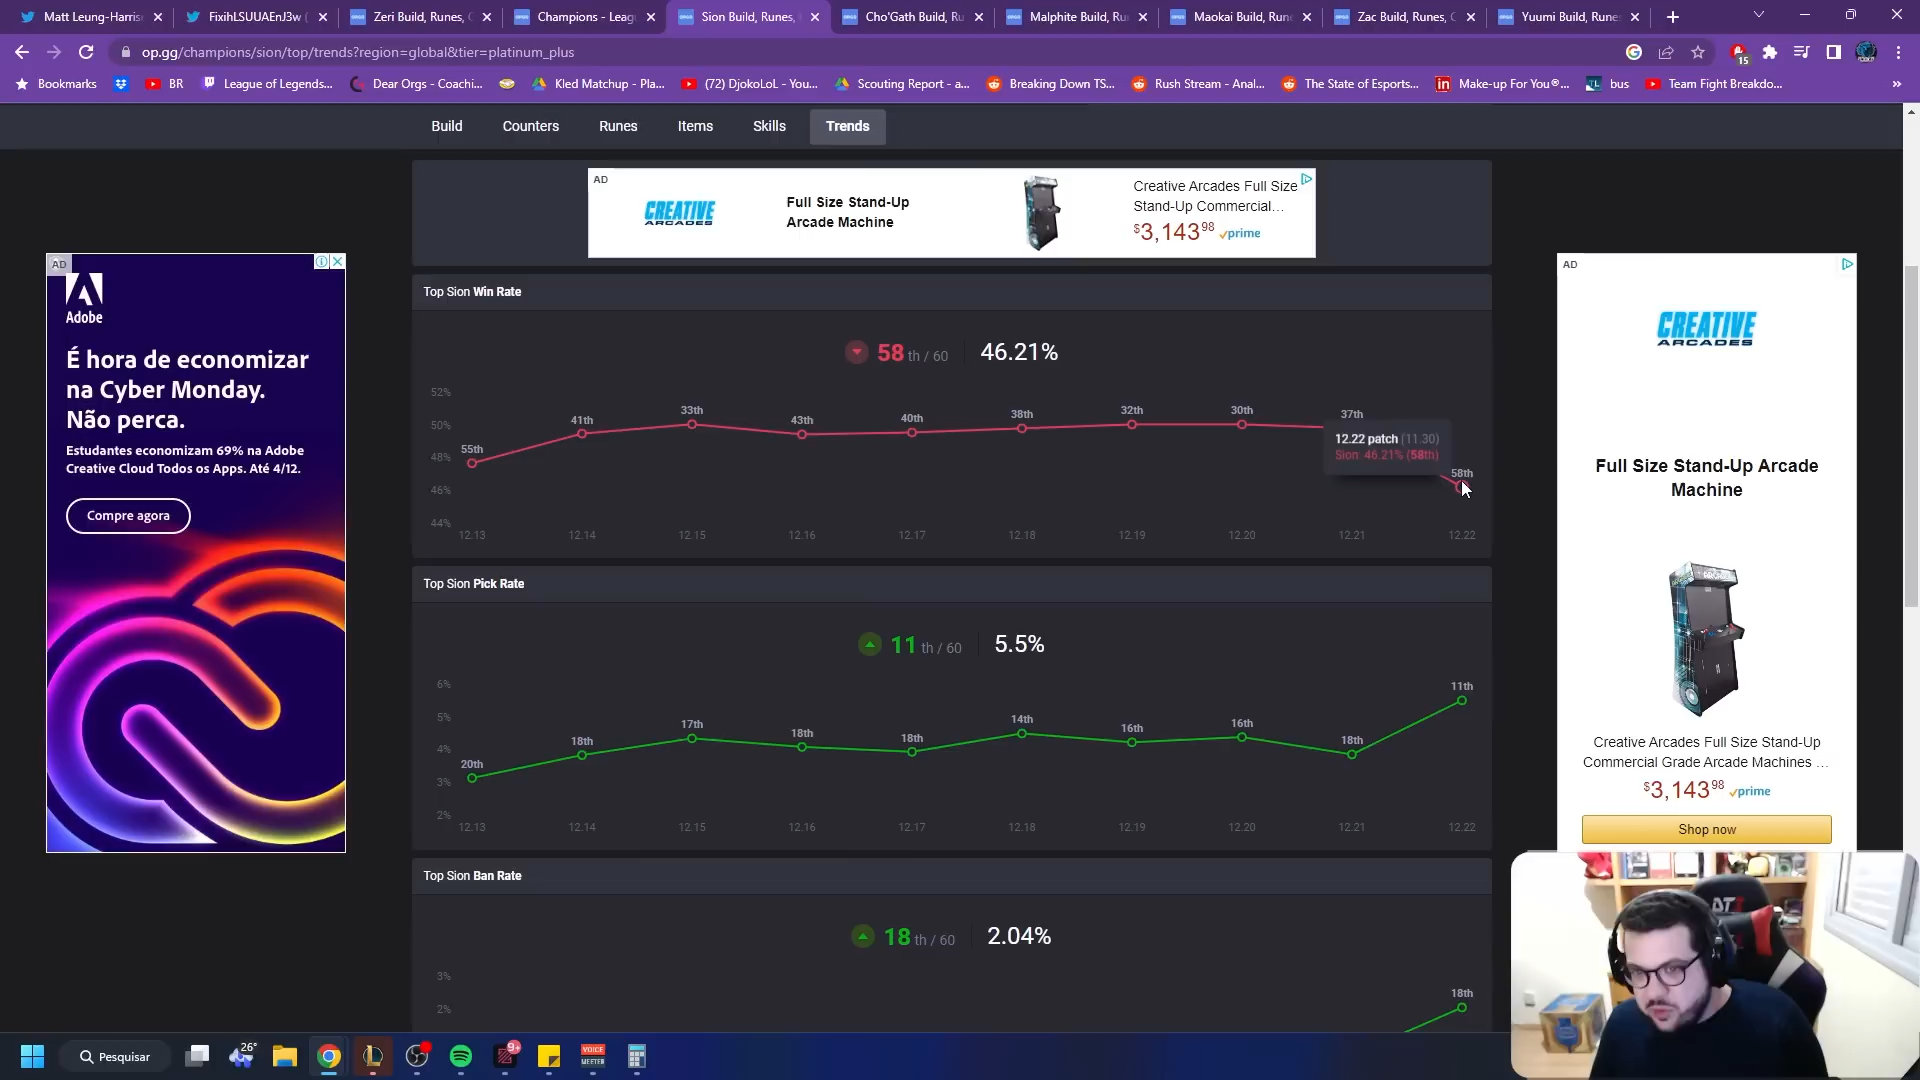 Matt Leung-Harris
FixihLSUUAEnJ3w (
Zeri Build, Runes, C
Champions - Leag
Sion Build, Runes,
Cho'Gath Build, Ru
Malphite Build, Ru
Maokai Build, Rune
Zac Build, Runes, C
Yuumi Build, Rune
op.gg/champions/sion/top/trends?region=global&tier=platinum_plus
15
Bookmarks
BR
League of Legends...
Dear Orgs - Coachi...
Kled Matchup - Pla...
(72) DjokoLoL - You...
Scouting Report - a...
Breaking Down TS...
Rush Stream - Anal...
The State of Esports...
Make-up For You®...
bus
Team Fight Breakdo...
Build
Counters
Runes
Items
Skills
Trends
AD
CREATIVE
ARCADES
Full Size Stand-Up
Arcade Machine
Creative Arcades Full Size
Stand-Up Commercial...
$3,143 98 prime
AD
Adobe
É hora de economizar
na Cyber Monday.
Não perca.
Estudantes economizam 69% na Adobe
Creative Cloud Todos os Apps. Até 4/12.
Compre agora
Top Sion Win Rate
58 th / 60
46.21%
52%
50%
48%
46%
44%
55th
41th
33th
43th
40th
38th
32th
30th
37th
58th
12.22 patch (11.30)
Sion: 46.21% (58th)
12.13
12.14
12.15
12.16
12.17
12.18
12.19
12.20
12.21
12.22
Top Sion Pick Rate
11 th / 60
5.5%
6%
5%
4%
3%
2%
20th
18th
17th
18th
18th
14th
16th
16th
18th
11th
12.13
12.14
12.15
12.16
12.17
12.18
12.19
12.20
12.21
12.22
Top Sion Ban Rate
18 th / 60
2.04%
3%
2%
18th
AD
CREATIVE
ARCADES
Full Size Stand-Up Arcade
Machine
Creative Arcades Full Size Stand-Up
Commercial Grade Arcade Machines ...
$3,143 98 prime
Shop now
Pesquisar
26°
9+
VOICE
MEETER